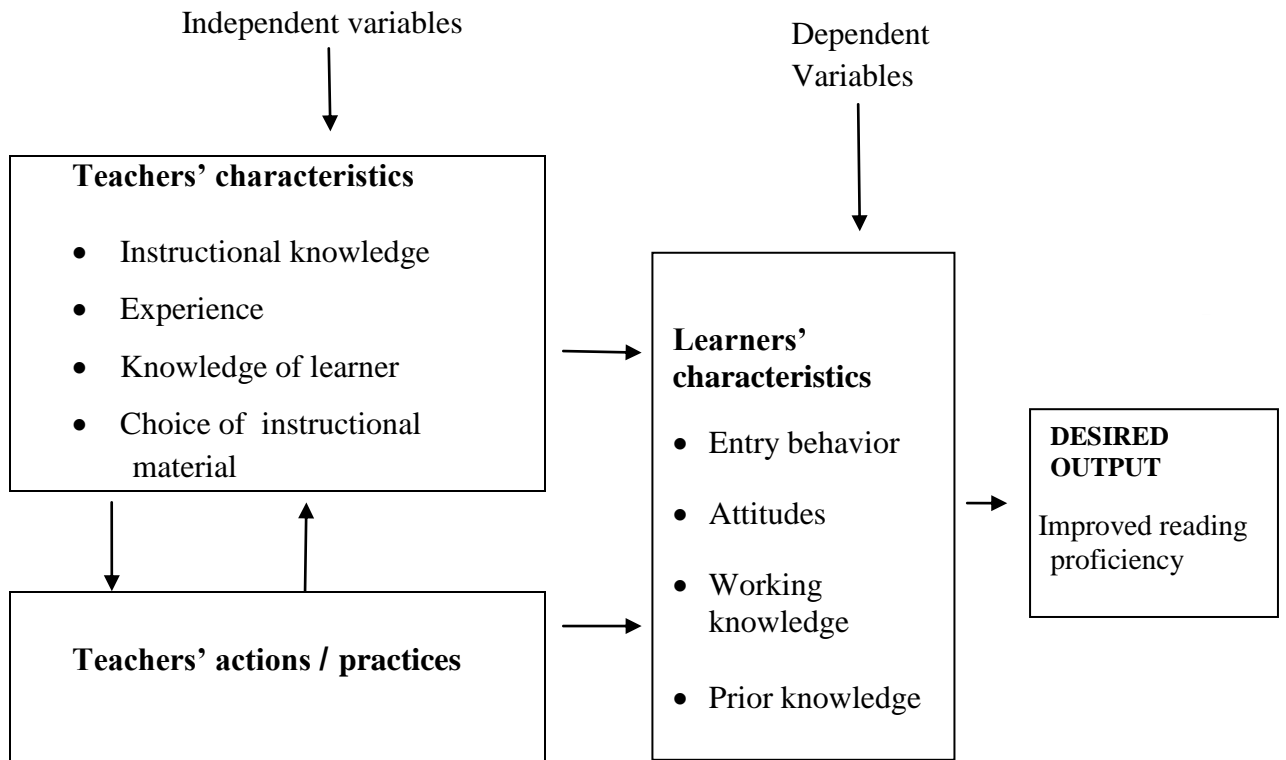 Independent variables
Dependent
Variables
Teachers’ characteristics
• Instructional knowledge
• Experience
• Knowledge of learner
• Choice of instructional
material
Teachers’ actions / practices
Learners’
characteristics
• Entry behavior
• Attitudes
• Working
knowledge
• Prior knowledge
DESIRED
OUTPUT
Improved reading
proficiency